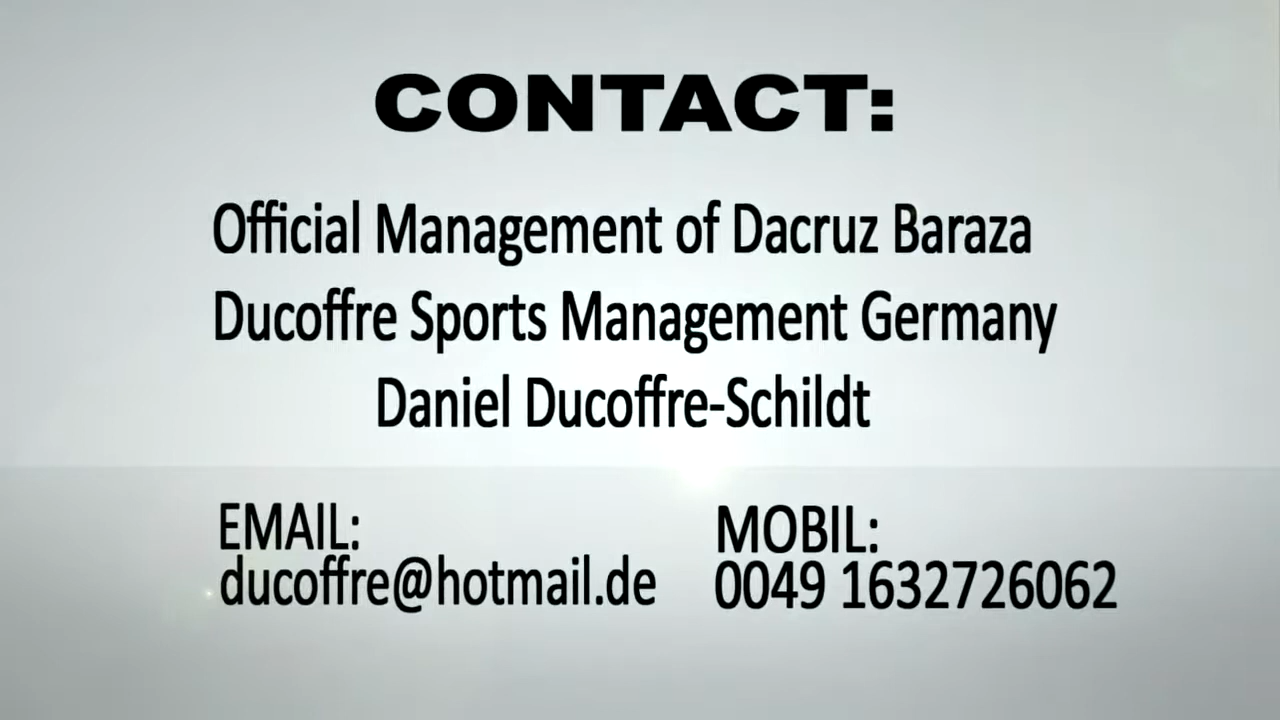 CONTACT:
Official Management of Dacruz Baraza
Ducoffre Sports Management Germany
Daniel Ducoffre-Schildt
EMAIL:
ducoffre@hotmail.de
MOBIL:
0049 1632726062